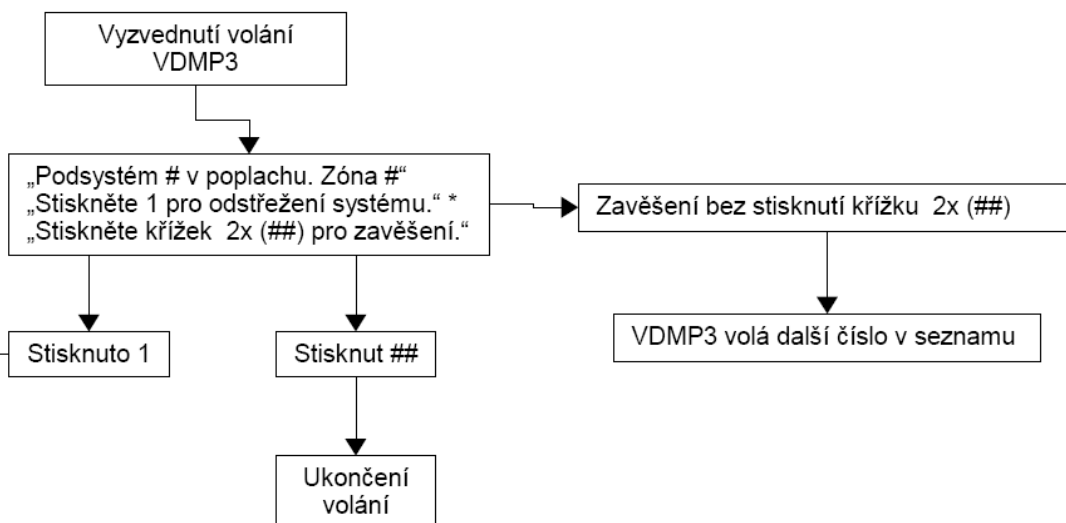 Vyzvednutí volání
VDMP3
„Podsystém # v poplachu. Zóna #“
„Stiskněte 1 pro odstřežení systému.“ *
„Stiskněte křížek  2x (##) pro zavěšení.“
Zavěšení bez stisknutí křížku  2x (##)
Stisknuto 1
Stisknut ##
VDMP3 volá další číslo v seznamu
Ukončení
volání